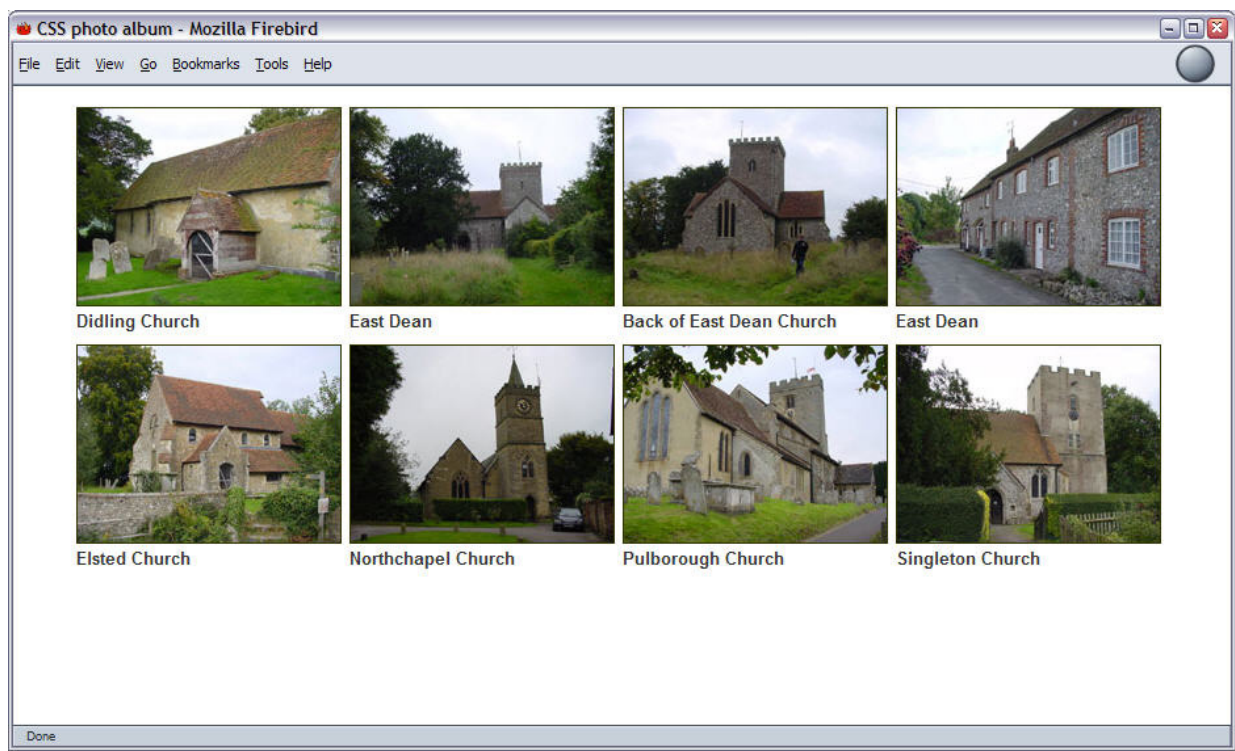 CSS photo album - Mozilla Firebird
File Edit View Go Bookmarks Tools Help
Didling Church East Dean Back of East Dean Church East Dean
Elsted Church Northchapel Church Pulborough Church Singleton Church
Done